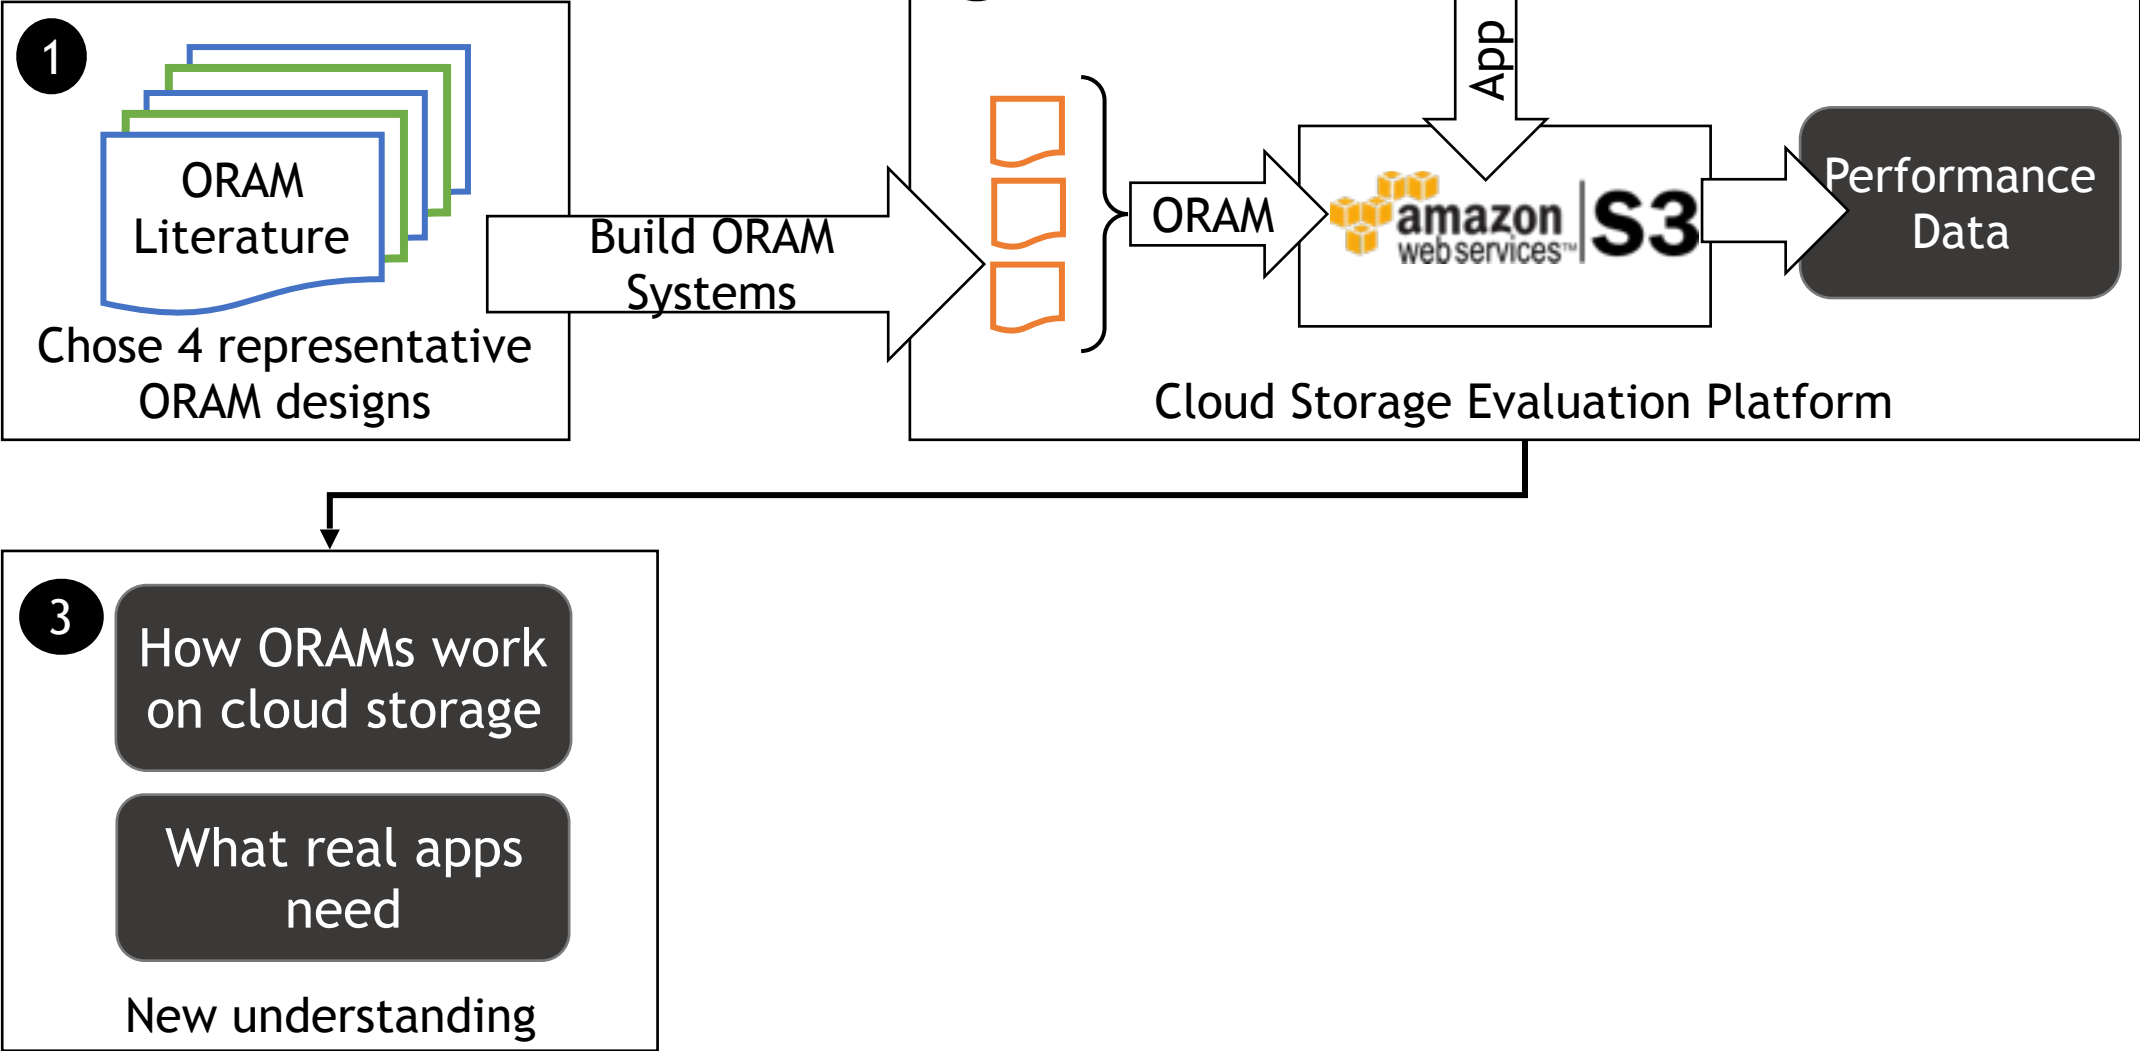 1
ORAM
Literature
Chose 4 representative
ORAM designs
Build ORAM
Systems
App
ORAM
amazon
web services™
S3
Performance
Data
Cloud Storage Evaluation Platform
3
How ORAMs work
on cloud storage
What real apps
need
New understanding